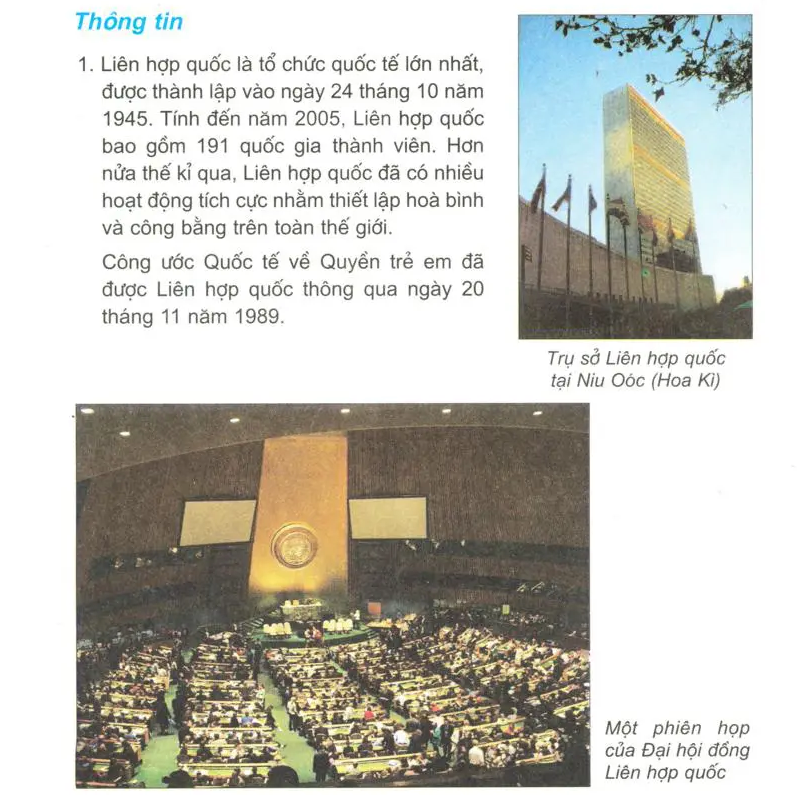 Thông tin
1. Liên hợp quốc là tổ chức quốc tế lớn nhất,
được thành lập vào ngày 24 tháng 10 năm
1945. Tính đến năm 2005, Liên hợp quốc
bao gồm 191 quốc gia thành viên. Hơn
nửa thế kỉ qua, Liên hợp quốc đã có nhiều
hoạt động tích cực nhằm thiết lập hoà bình
và công bằng trên toàn thế giới.
Công ước Quốc tế về Quyền trẻ em đã
được Liên hợp quốc thông qua ngày 20
tháng 11 năm 1989.
Trụ sở Liên hợp quốc
tại Niu Oóc (Hoa Kì)
Một phiên họp
của Đại hội đồng
Liên hợp quốc